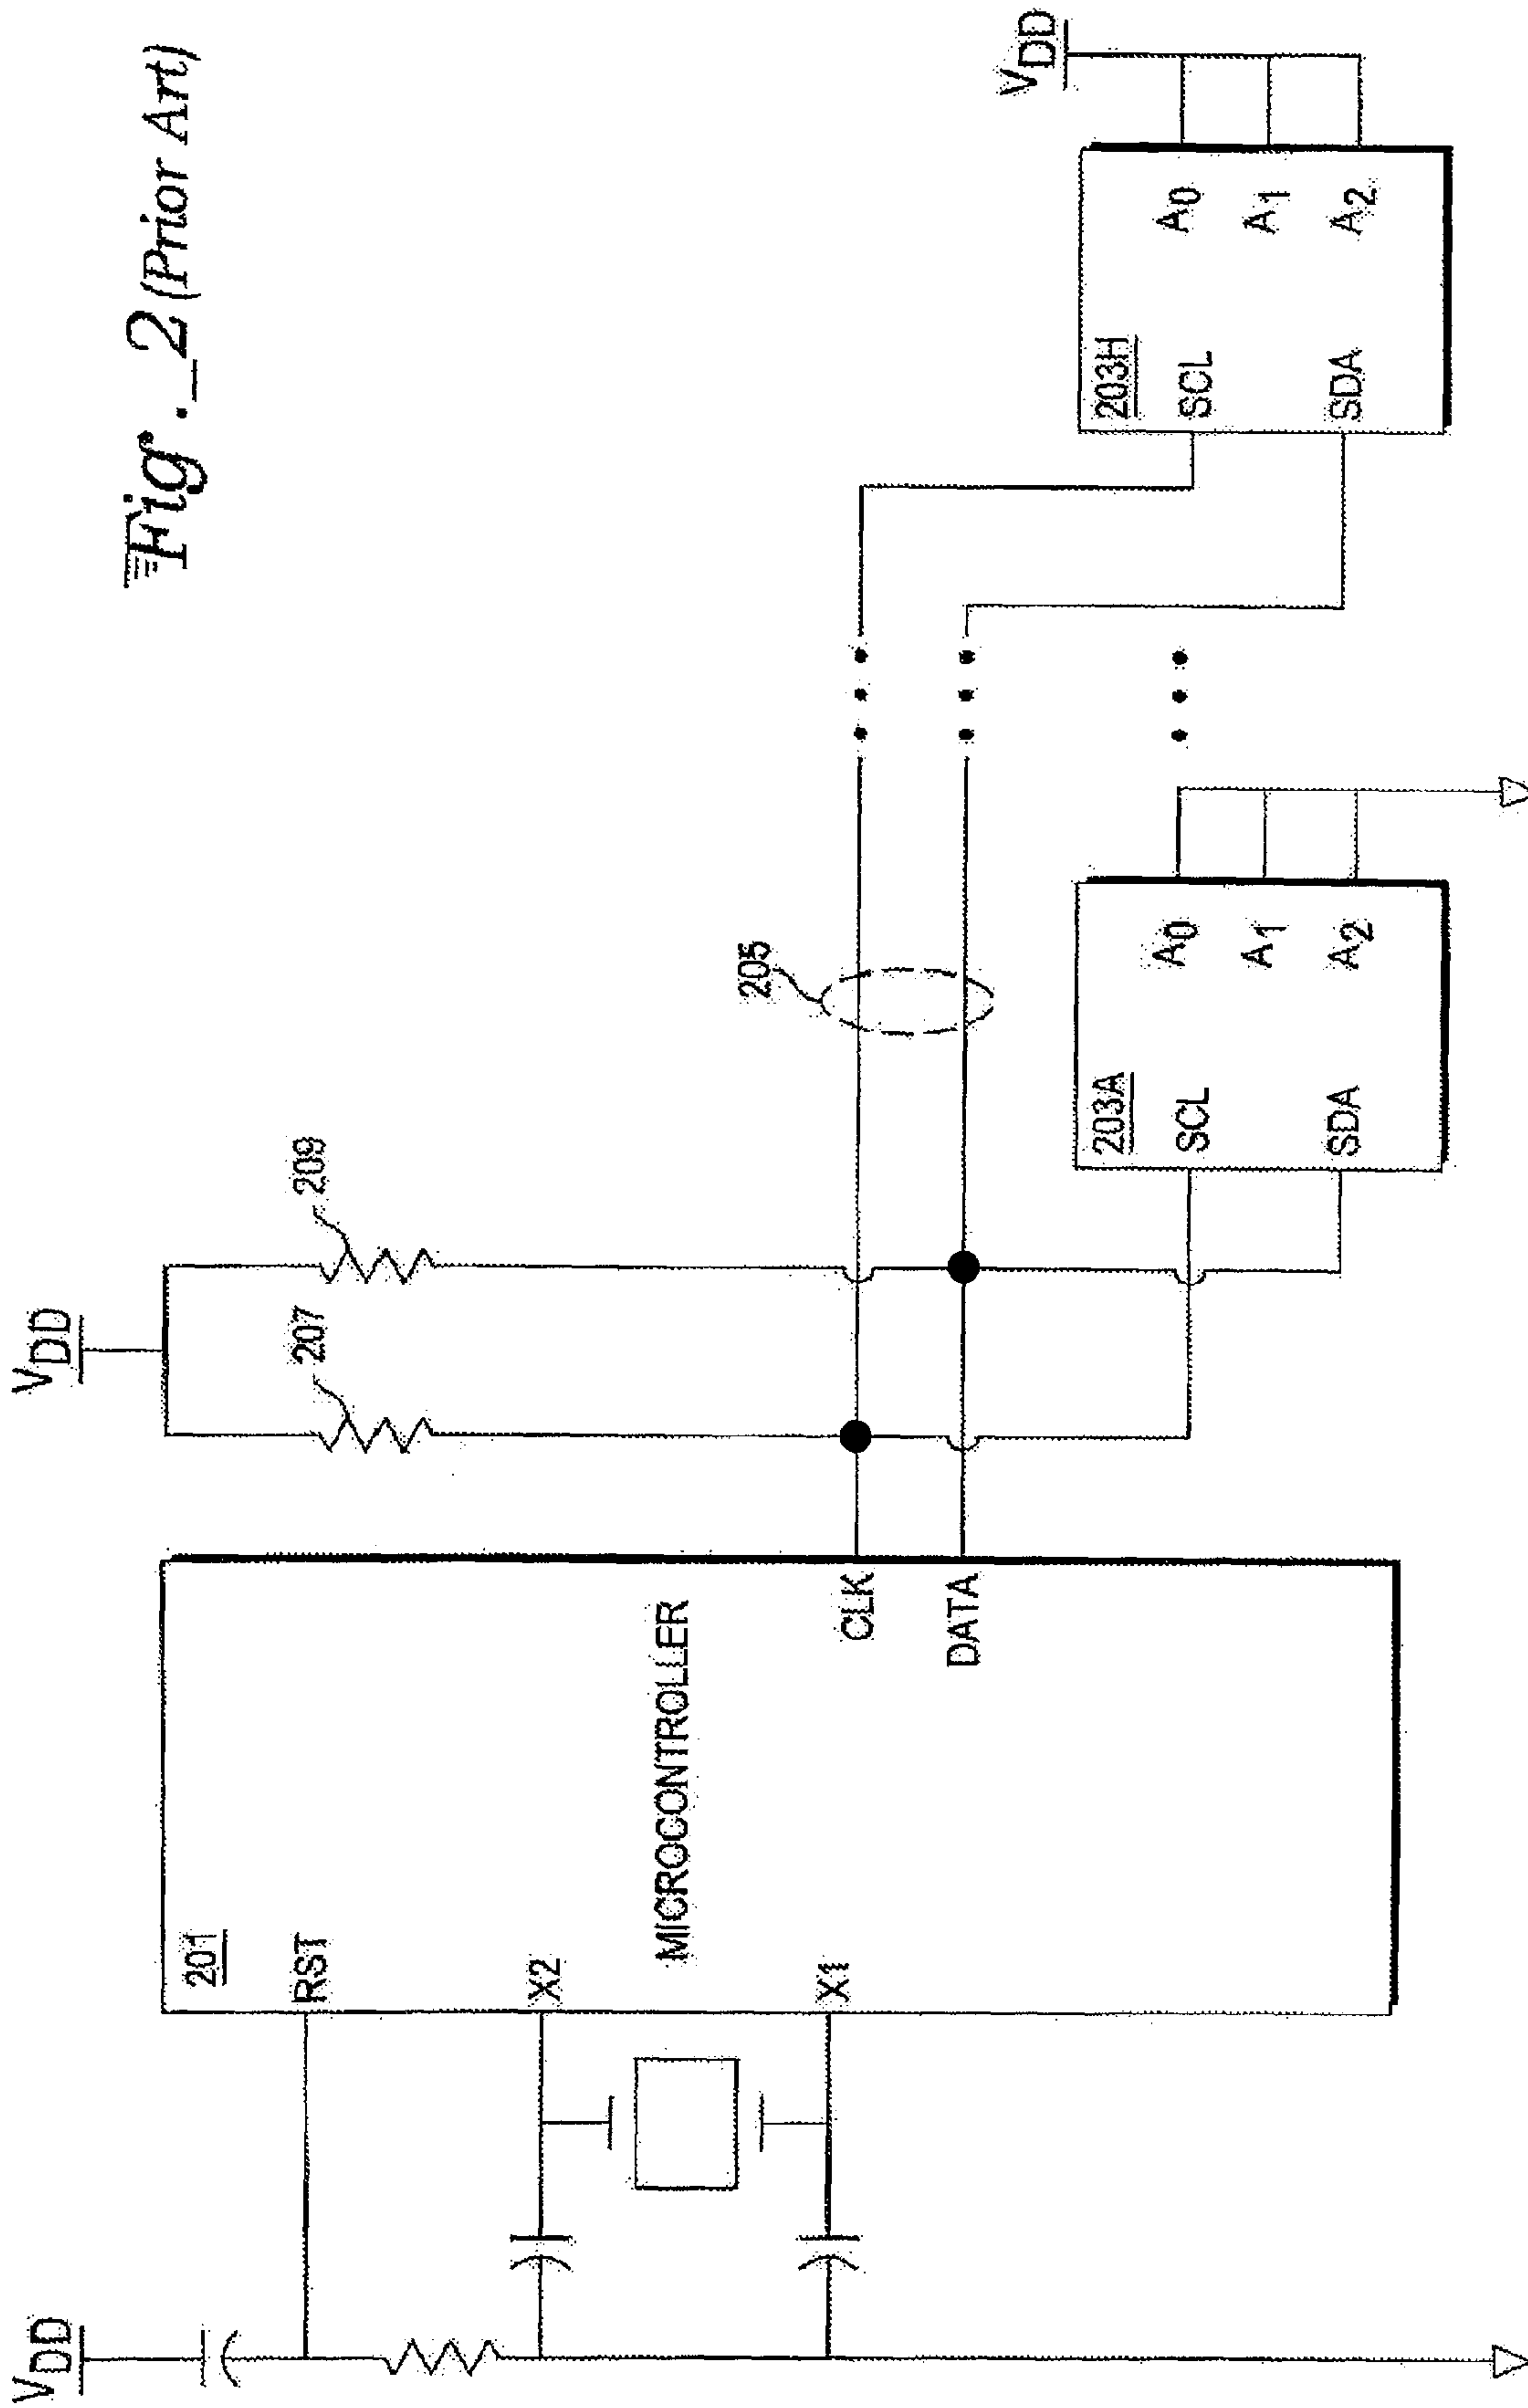 Fig._2 (Prior Art)
VDD
VDD
VDD
207
209
201
RST
X2
MICROCONTROLLER
X1
CLK
DATA
205
203A
SCL
SDA
A0
A1
A2
203H
SCL
SDA
A0
A1
A2